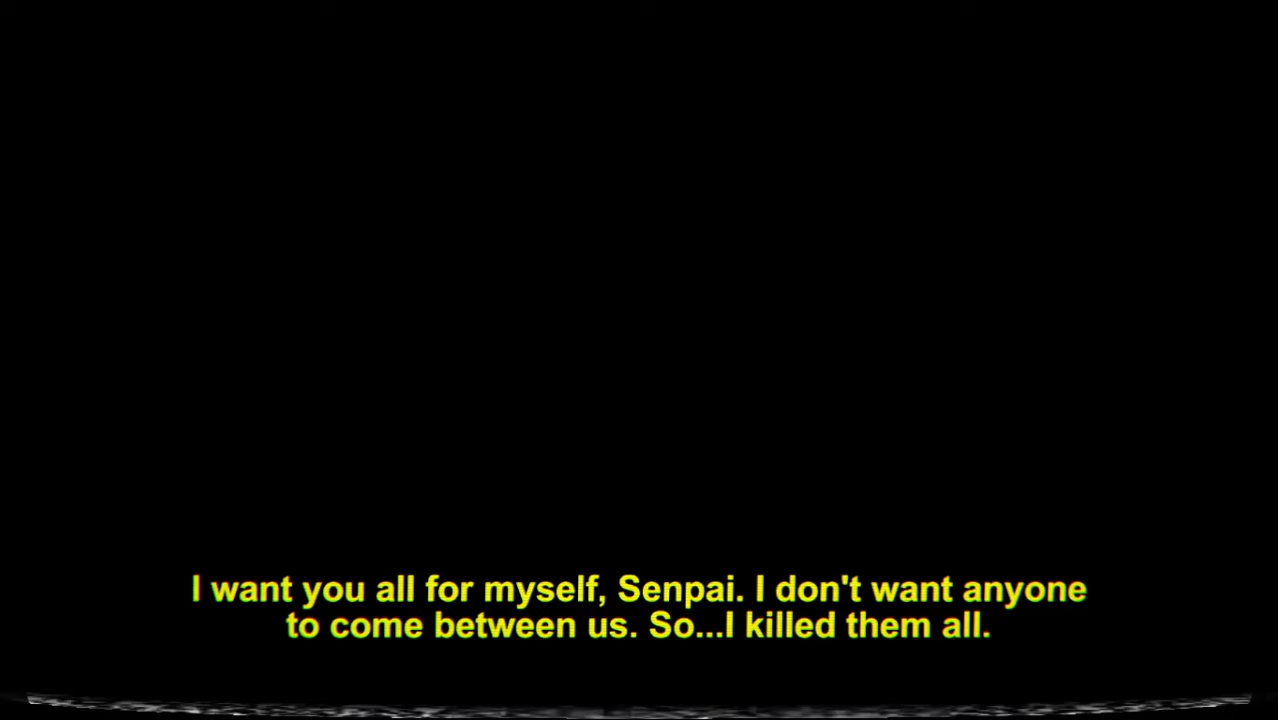 I want you all for myself, Senpai. I don't want anyone
to come between us. So...I killed them all.